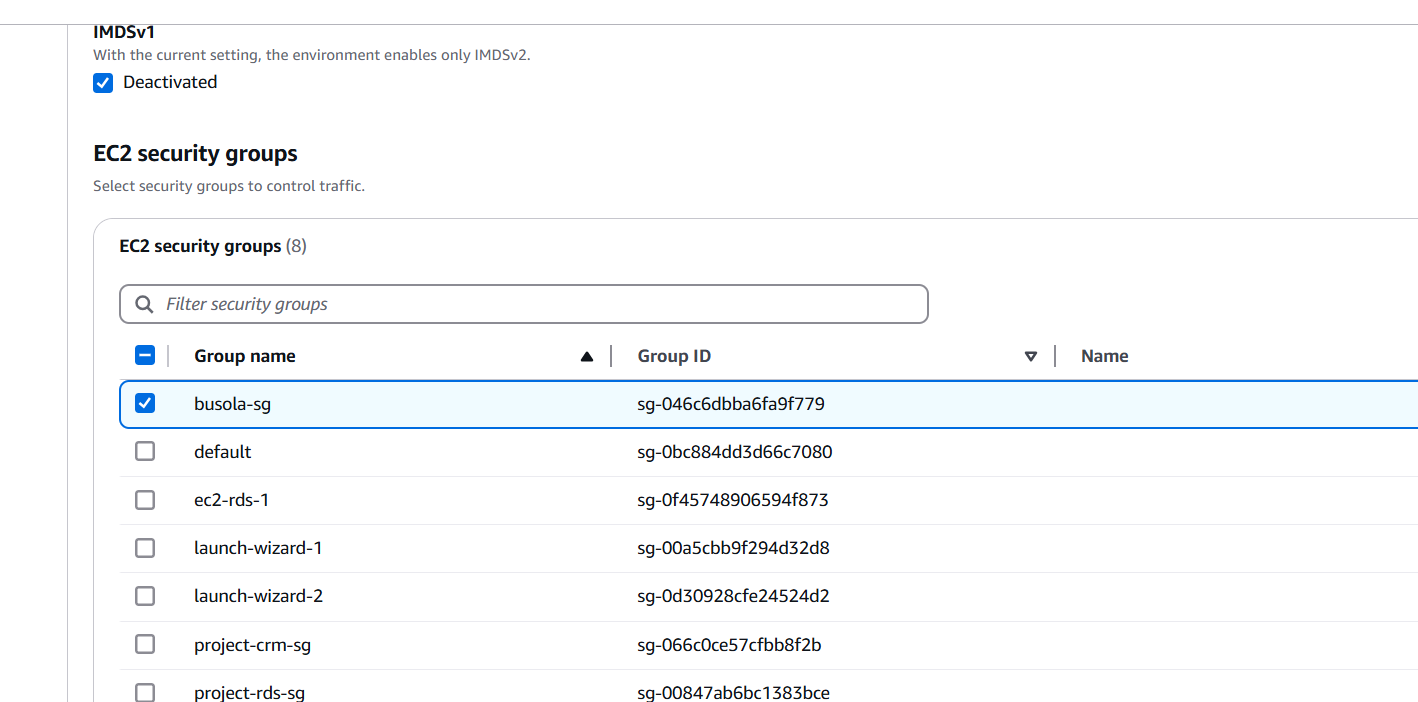 IMDSv1
With the current setting, the environment enables only IMDSv2.
Deactivated
EC2 security groups
Select security groups to control traffic.
EC2 security groups (8)
Filter security groups
Group name Group ID Name
busola-sg sg-046c6dbba6fa9f779
default sg-0bc884dd3d66c7080
ec2-rds-1 sg-0f45748906594f873
launch-wizard-1 sg-00a5cbb9f294d32d8
launch-wizard-2 sg-0d30928cfe24524d2
project-crm-sg sg-066c0ce57cfbb8f2b
project-rds-sg sg-00847ab6bc1383bce